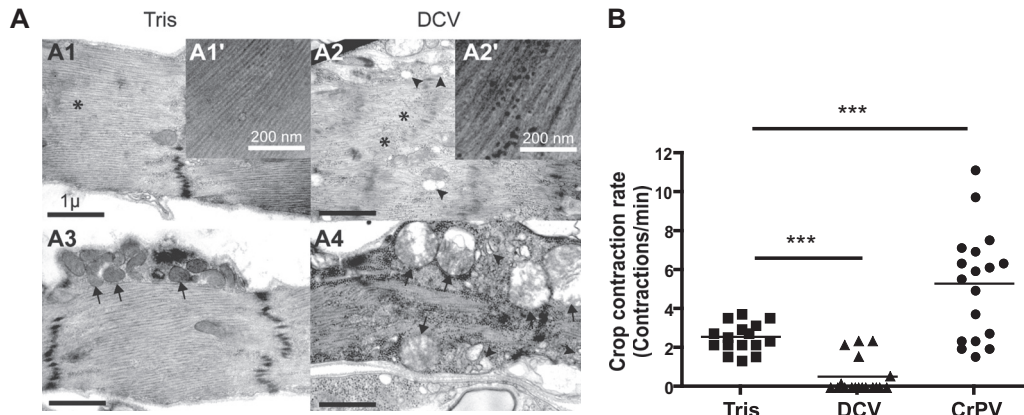 A
Tris
DCV
A1
A1'
A2
A2'
*
*
*
200 nm
200 nm
1µ
A3
A4
B
***
***
Crop contraction rate
(Contractions/min)
12
10
8
6
4
2
0
Tris
DCV
CrPV